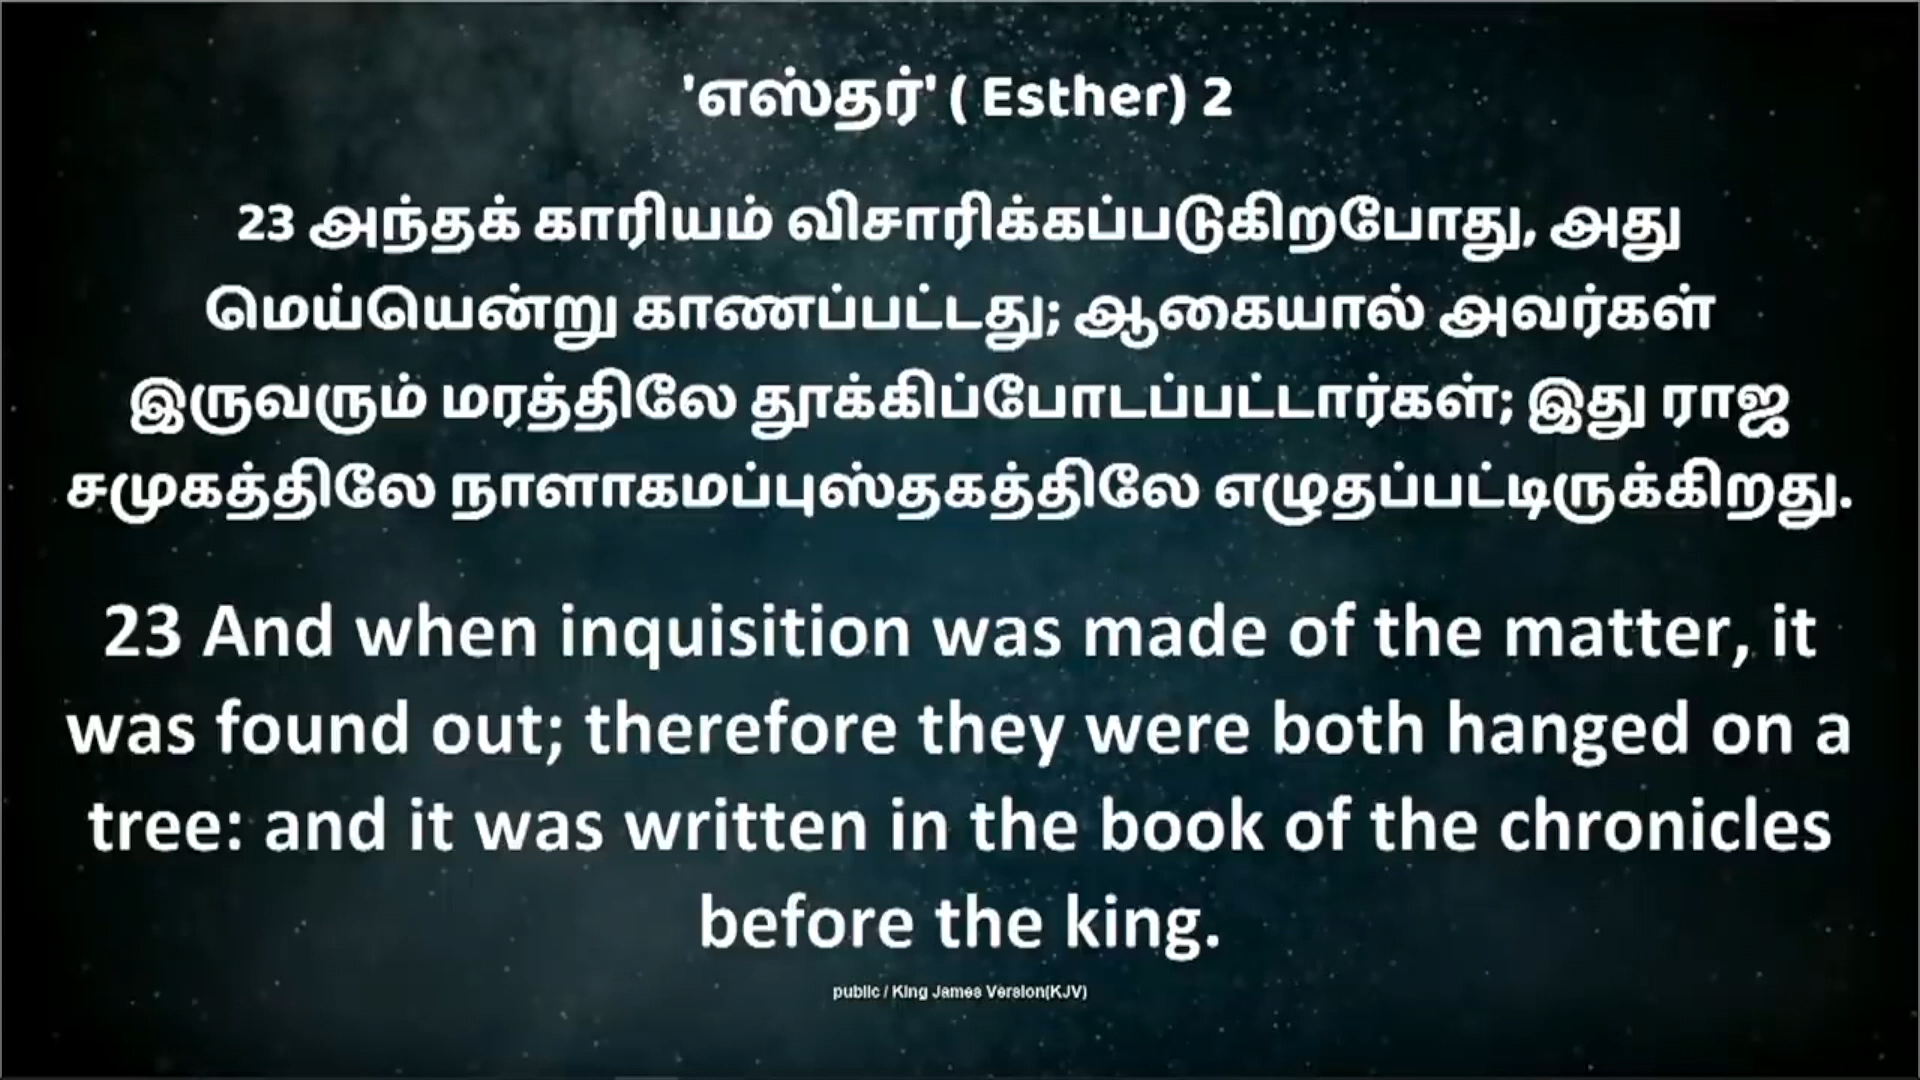 'எஸ்தர்' ( Esther) 2
23 அந்தக் காரியம் விசாரிக்கப்படுகிறபோது, அது
மெய்யென்று காணப்பட்டது; ஆகையால் அவர்கள்
இருவரும் மரத்திலே தூக்கிப்போடப்பட்டார்கள்; இது ராஜ
சமுகத்திலே நாளாகமப்புஸ்தகத்திலே எழுதப்பட்டிருக்கிறது.
23 And when inquisition was made of the matter, it
was found out; therefore they were both hanged on a
tree: and it was written in the book of the chronicles
before the king.
public / King James Version(KJV)